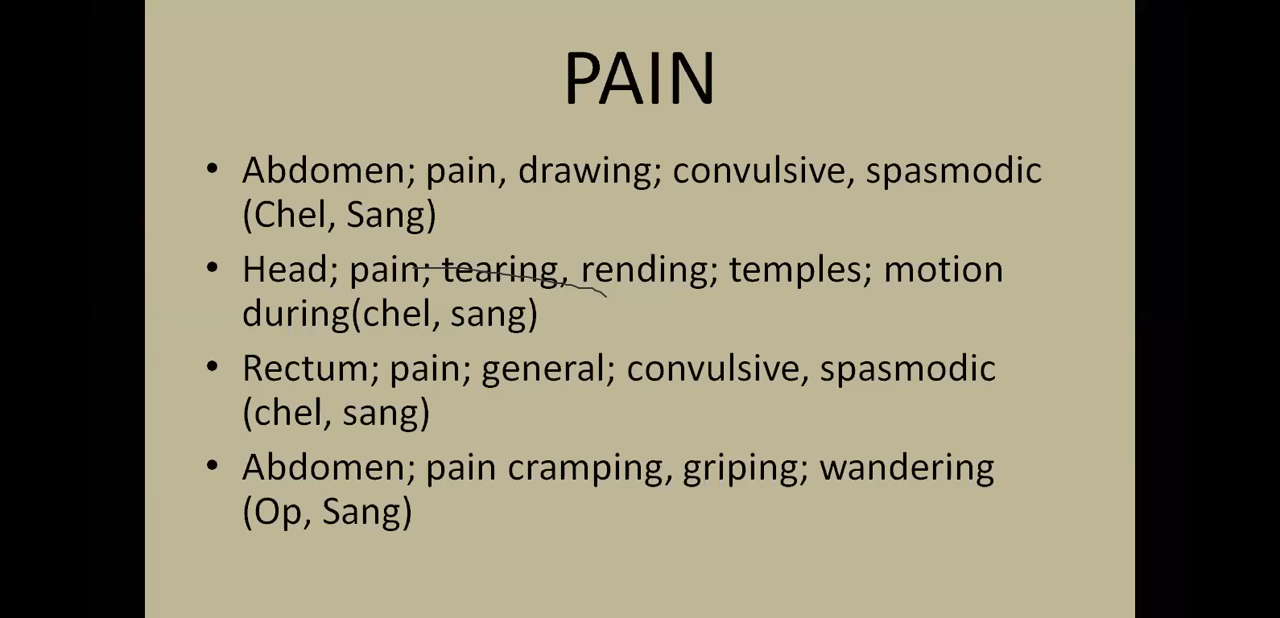 PAIN
• Abdomen; pain, drawing; convulsive, spasmodic
(Chel, Sang)
• Head; pain; tearing, rending; temples; motion
during(chel, sang)
• Rectum; pain; general; convulsive, spasmodic
(chel, sang)
• Abdomen; pain cramping, griping; wandering
(Op, Sang)